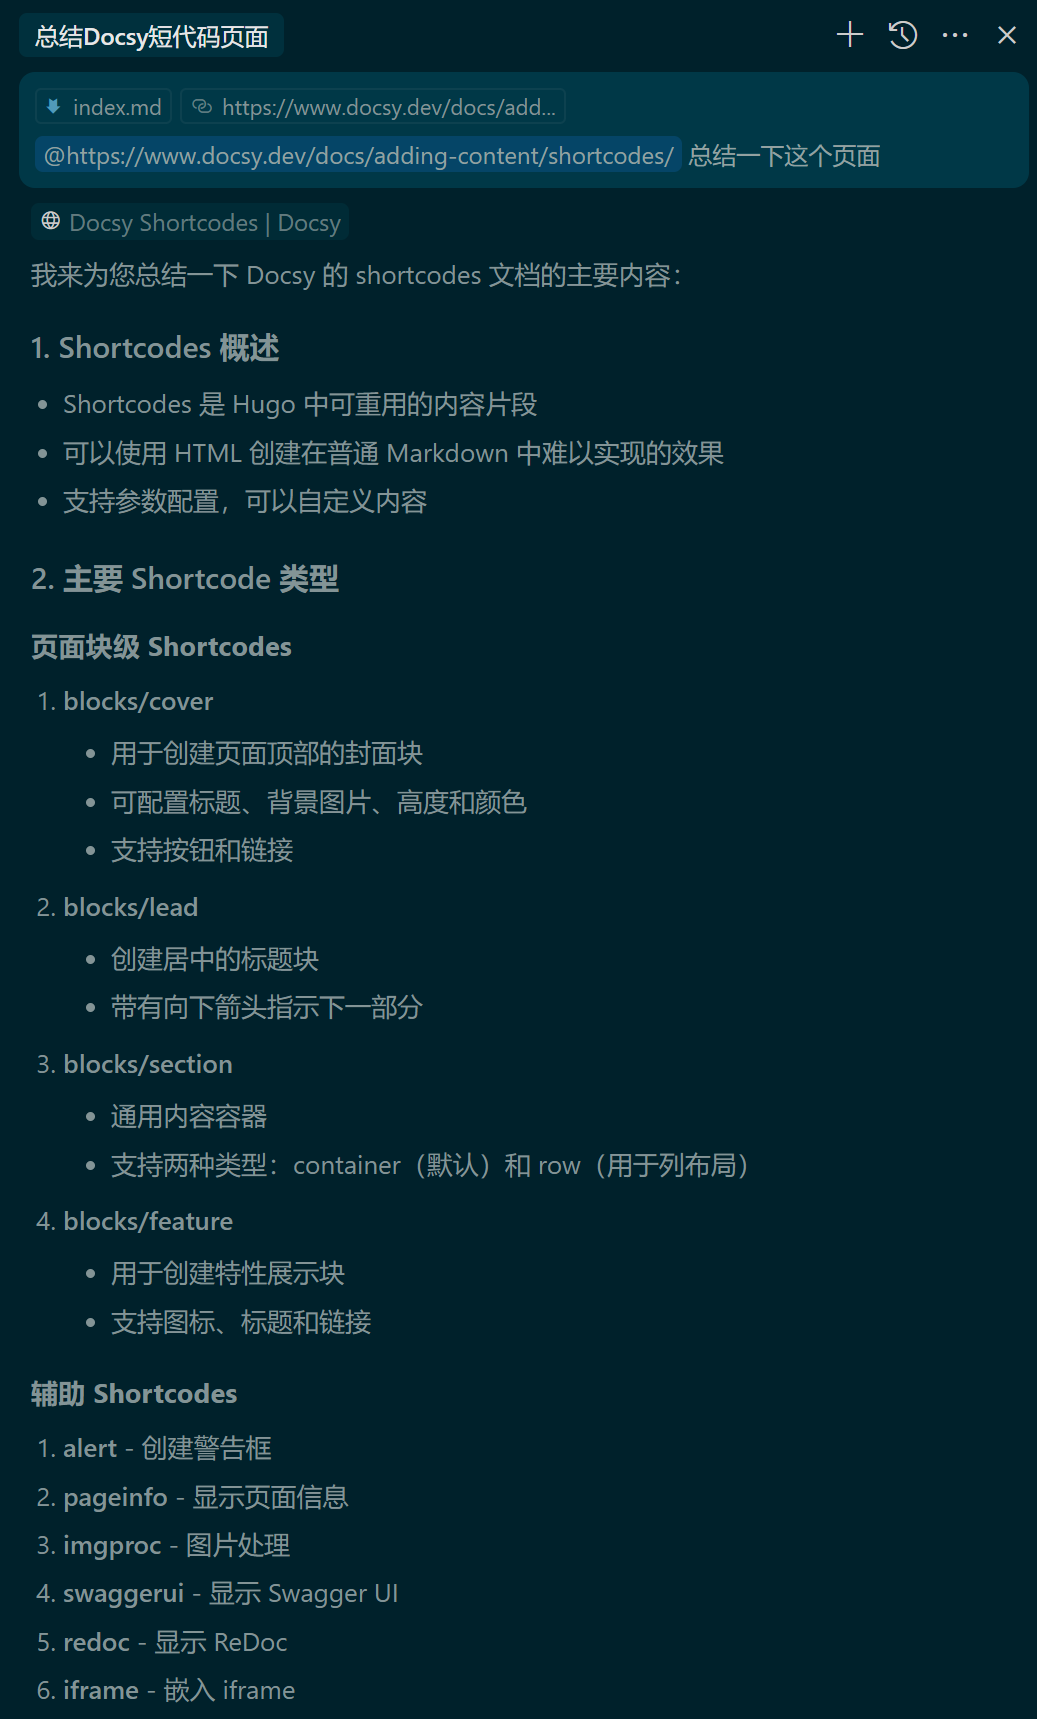 总结Docsy短代码页面
index.md https://www.docsy.dev/docs/add...
@https://www.docsy.dev/docs/adding-content/shortcodes/ 总结一下这个页面
Docsy Shortcodes | Docsy
我来为您总结一下 Docsy 的 shortcodes 文档的主要内容：
1. Shortcodes 概述
• Shortcodes 是 Hugo 中可重用的内容片段
• 可以使用 HTML 创建在普通 Markdown 中难以实现的效果
• 支持参数配置，可以自定义内容
2. 主要 Shortcode 类型
页面块级 Shortcodes
1. blocks/cover
• 用于创建页面顶部的封面块
• 可配置标题、背景图片、高度和颜色
• 支持按钮和链接
2. blocks/lead
• 创建居中的标题块
• 带有向下箭头指示下一部分
3. blocks/section
• 通用内容容器
• 支持两种类型：container（默认）和 row（用于列布局）
4. blocks/feature
• 用于创建特性展示块
• 支持图标、标题和链接
辅助 Shortcodes
1. alert - 创建警告框
2. pageinfo - 显示页面信息
3. imgproc - 图片处理
4. swaggerui - 显示 Swagger UI
5. redoc - 显示 ReDoc
6. iframe - 嵌入 iframe